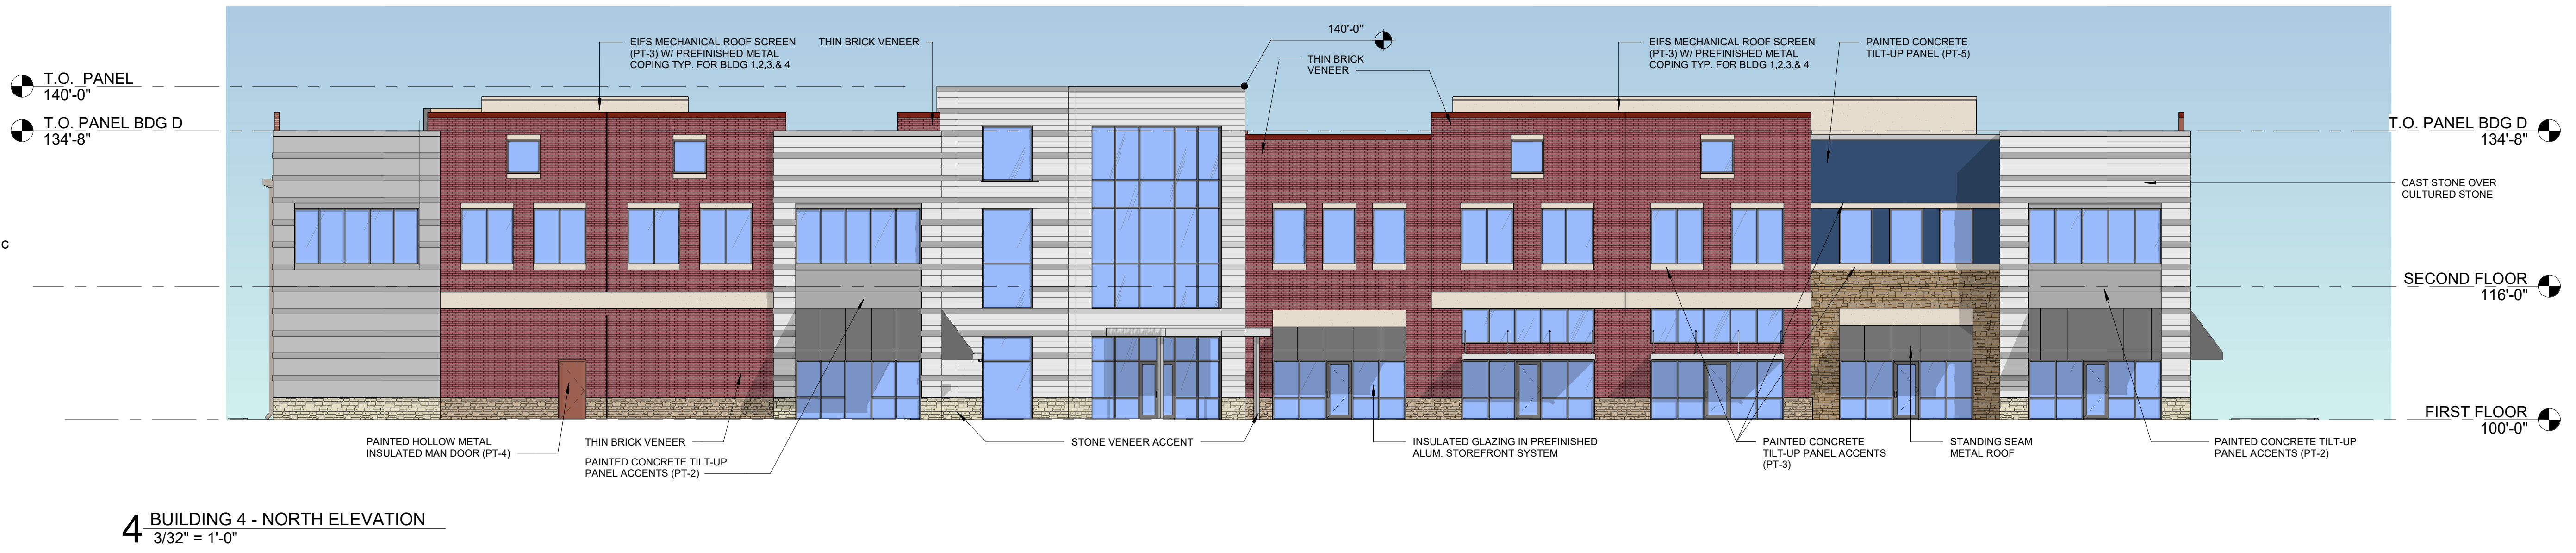 140'-0"
EIFS MECHANICAL ROOF SCREEN
(PT-3) W/ PREFINISHED METAL
COPING TYP. FOR BLDG 1,2,3,& 4
THIN BRICK VENEER
THIN BRICK
VENEER
EIFS MECHANICAL ROOF SCREEN
(PT-3) W/ PREFINISHED METAL
COPING TYP. FOR BLDG 1,2,3,& 4
PAINTED CONCRETE
TILT-UP PANEL (PT-5)
T.O. PANEL
140'-0"
T.O. PANEL BDG D
134'-8"
T.O. PANEL BDG D
134'-8"
CAST STONE OVER
CULTURED STONE
C
SECOND FLOOR
116'-0"
FIRST FLOOR
100'-0"
PAINTED HOLLOW METAL
INSULATED MAN DOOR (PT-4)
THIN BRICK VENEER
PAINTED CONCRETE TILT-UP
PANEL ACCENTS (PT-2)
STONE VENEER ACCENT
INSULATED GLAZING IN PREFINISHED
ALUM. STOREFRONT SYSTEM
PAINTED CONCRETE
TILT-UP PANEL ACCENTS
(PT-3)
STANDING SEAM
METAL ROOF
PAINTED CONCRETE TILT-UP
PANEL ACCENTS (PT-2)
4 BUILDING 4 - NORTH ELEVATION
3/32" = 1'-0"